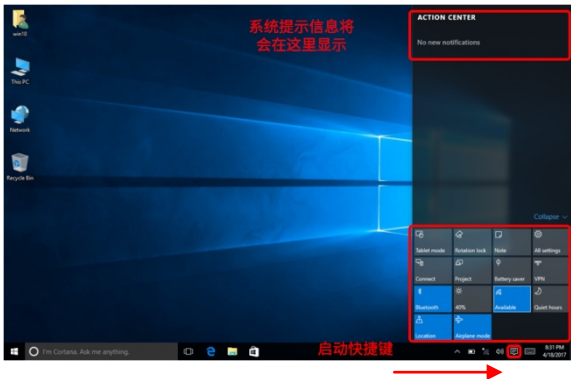 win10
This PC
Network
Recycle Bin
系统提示信息将
会在这里显示
ACTION CENTER
No new notifications
Collapse
Tablet mode
Rotation lock
Note
All settings
Connect
Project
Battery saver
VPN
Bluetooth
40%
Available
Quiet hours
Location
Airplane mode
I'm Cortana. Ask me anything.
启动快捷键
8:31 PM
4/18/2017